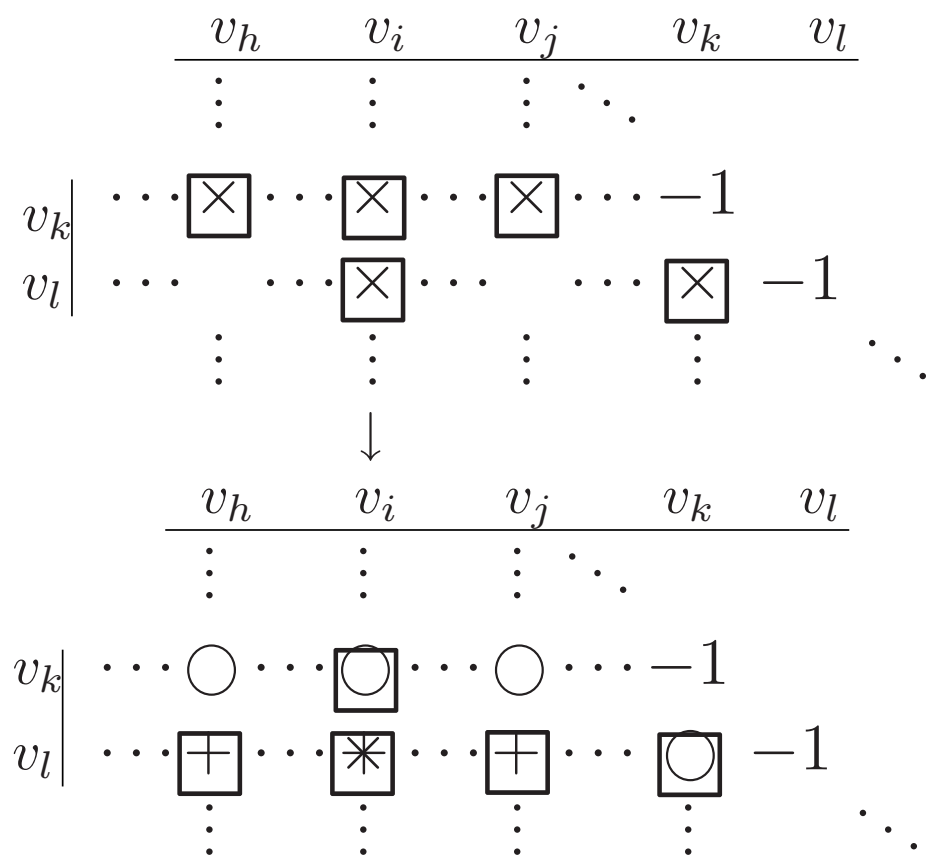 v_h v_i v_j v_k v_l
⋮ ⋮ ⋮ ⋱
v_k ··· × ··· × ··· × ··· −1
v_l ··· ··· × ··· ··· × −1
⋮ ⋮ ⋮ ⋮ ⋱
↓
v_h v_i v_j v_k v_l
⋮ ⋮ ⋮ ⋱
v_k ··· ○ ··· ○ ··· ○ ··· −1
v_l ··· + ··· ∗ ··· + ··· ○ −1
⋮ ⋮ ⋮ ⋮ ⋱